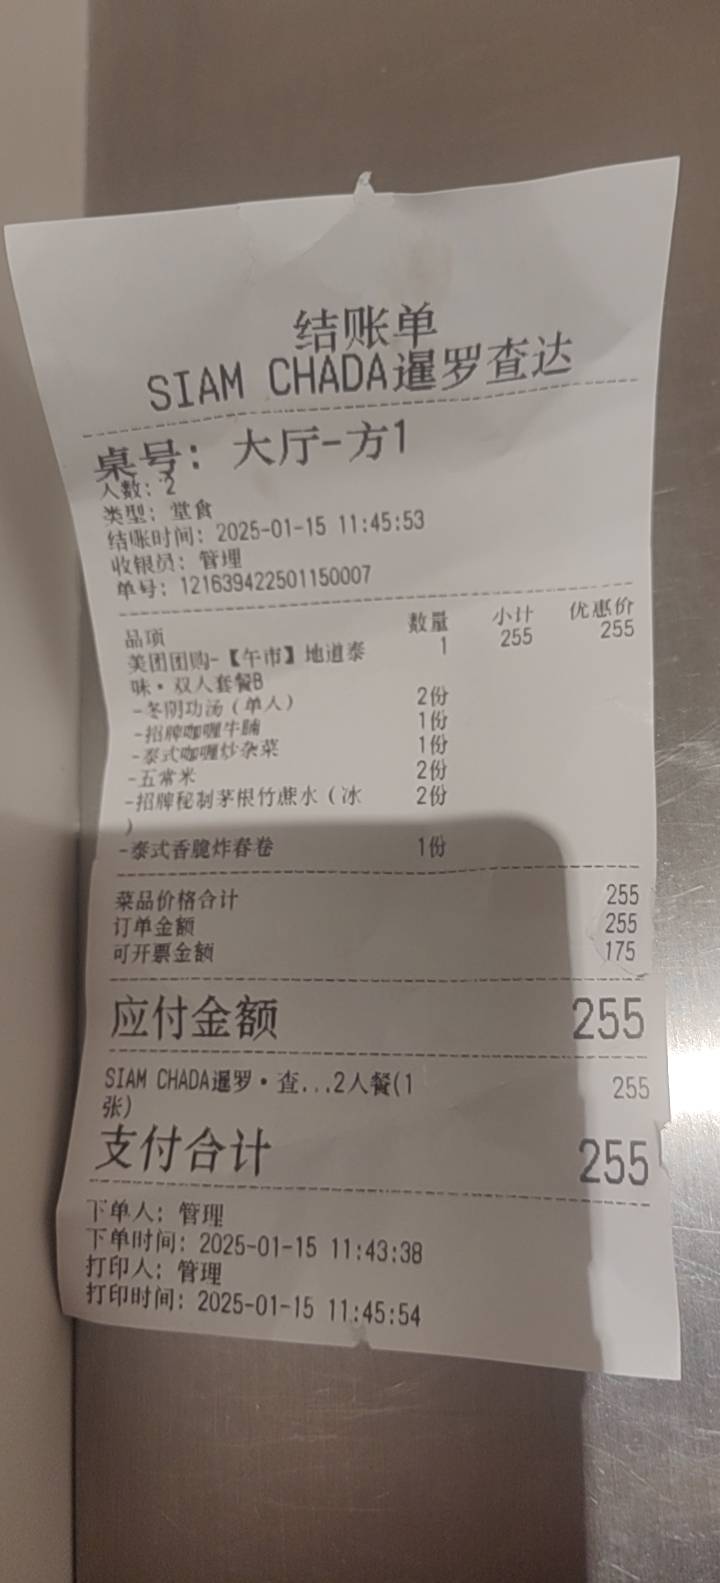 结账单
SIAM CHADA暹罗查达
桌号: 大厅-方1
人数: 2
类型: 堂食
结账时间: 2025-01-15 11:45:53
收银员: 管理
单号: 121639422501150007
品项 数量 小计 优惠价
美团团购-【午市】地道泰 1 255 255
味·双人套餐B
-冬阴功汤(单人) 2份
-招牌咖喱牛腩 1份
-泰式咖喱炒杂菜 1份
-五常米 2份
-招牌秘制茅根竹蔗水(冰 2份
)
-泰式香脆炸春卷 1份
菜品价格合计 255
订单金额 255
可开票金额 175
应付金额 255
SIAM CHADA暹罗·查...2人餐(1 255
张)
支付合计 255
下单人: 管理
下单时间: 2025-01-15 11:43:38
打印人: 管理
打印时间: 2025-01-15 11:45:54